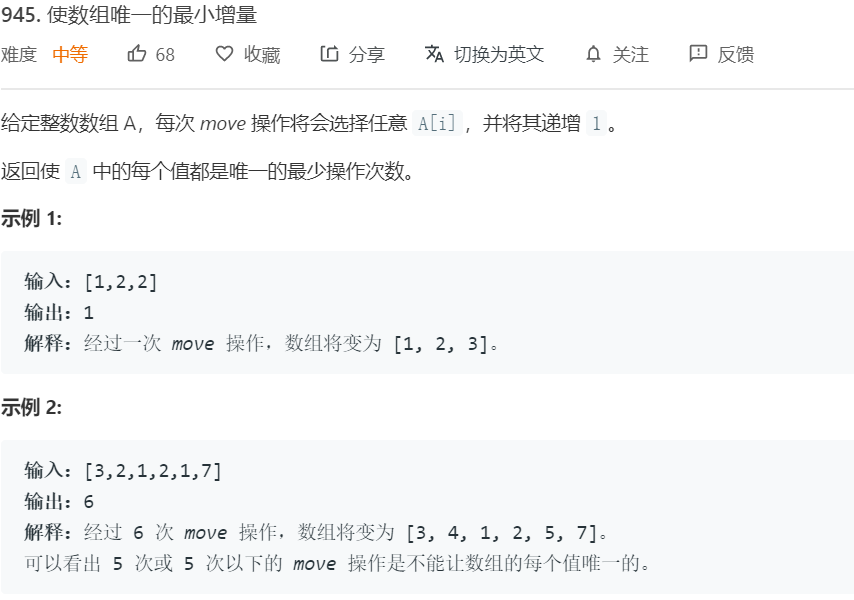 945. 使数组唯一的最小增量
难度 中等 68 收藏 分享 切换为英文 关注 反馈
给定整数数组 A，每次 move 操作将会选择任意 A[i]，并将其递增 1。
返回使 A 中的每个值都是唯一的最少操作次数。
示例 1:
输入：[1,2,2]
输出：1
解释：经过一次 move 操作，数组将变为 [1, 2, 3]。
示例 2:
输入：[3,2,1,2,1,7]
输出：6
解释：经过 6 次 move 操作，数组将变为 [3, 4, 1, 2, 5, 7]。
可以看出 5 次或 5 次以下的 move 操作是不能让数组的每个值唯一的。